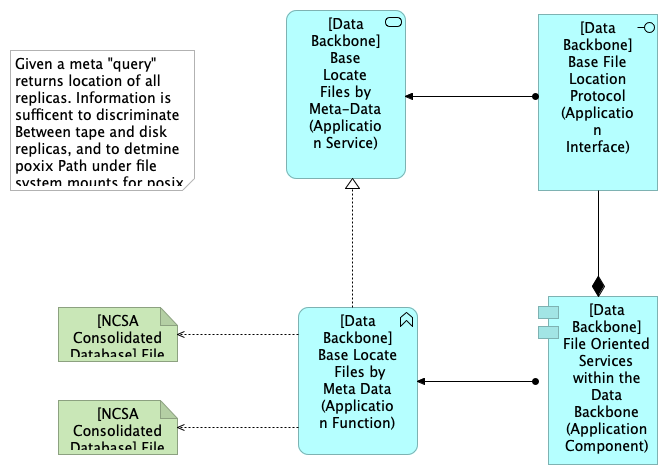 Given a meta "query"
returns location of all
replicas. Information is
sufficent to discriminate
Between tape and disk
replicas, and to detmine
poxix Path under file
system mounts for posix
[Data
Backbone]
Base
Locate
Files by
Meta-Data
(Applicatio
n Service)
[Data
Backbone]
Base File
Location
Protocol
(Applicatio
n
Interface)
[NCSA
Consolidated
Database] File
[NCSA
Consolidated
Database] File
[Data
Backbone]
Base Locate
Files by
Meta Data
(Applicatio
n Function)
[Data
Backbone]
File Oriented
Services
within the
Data
Backbone
(Application
Component)